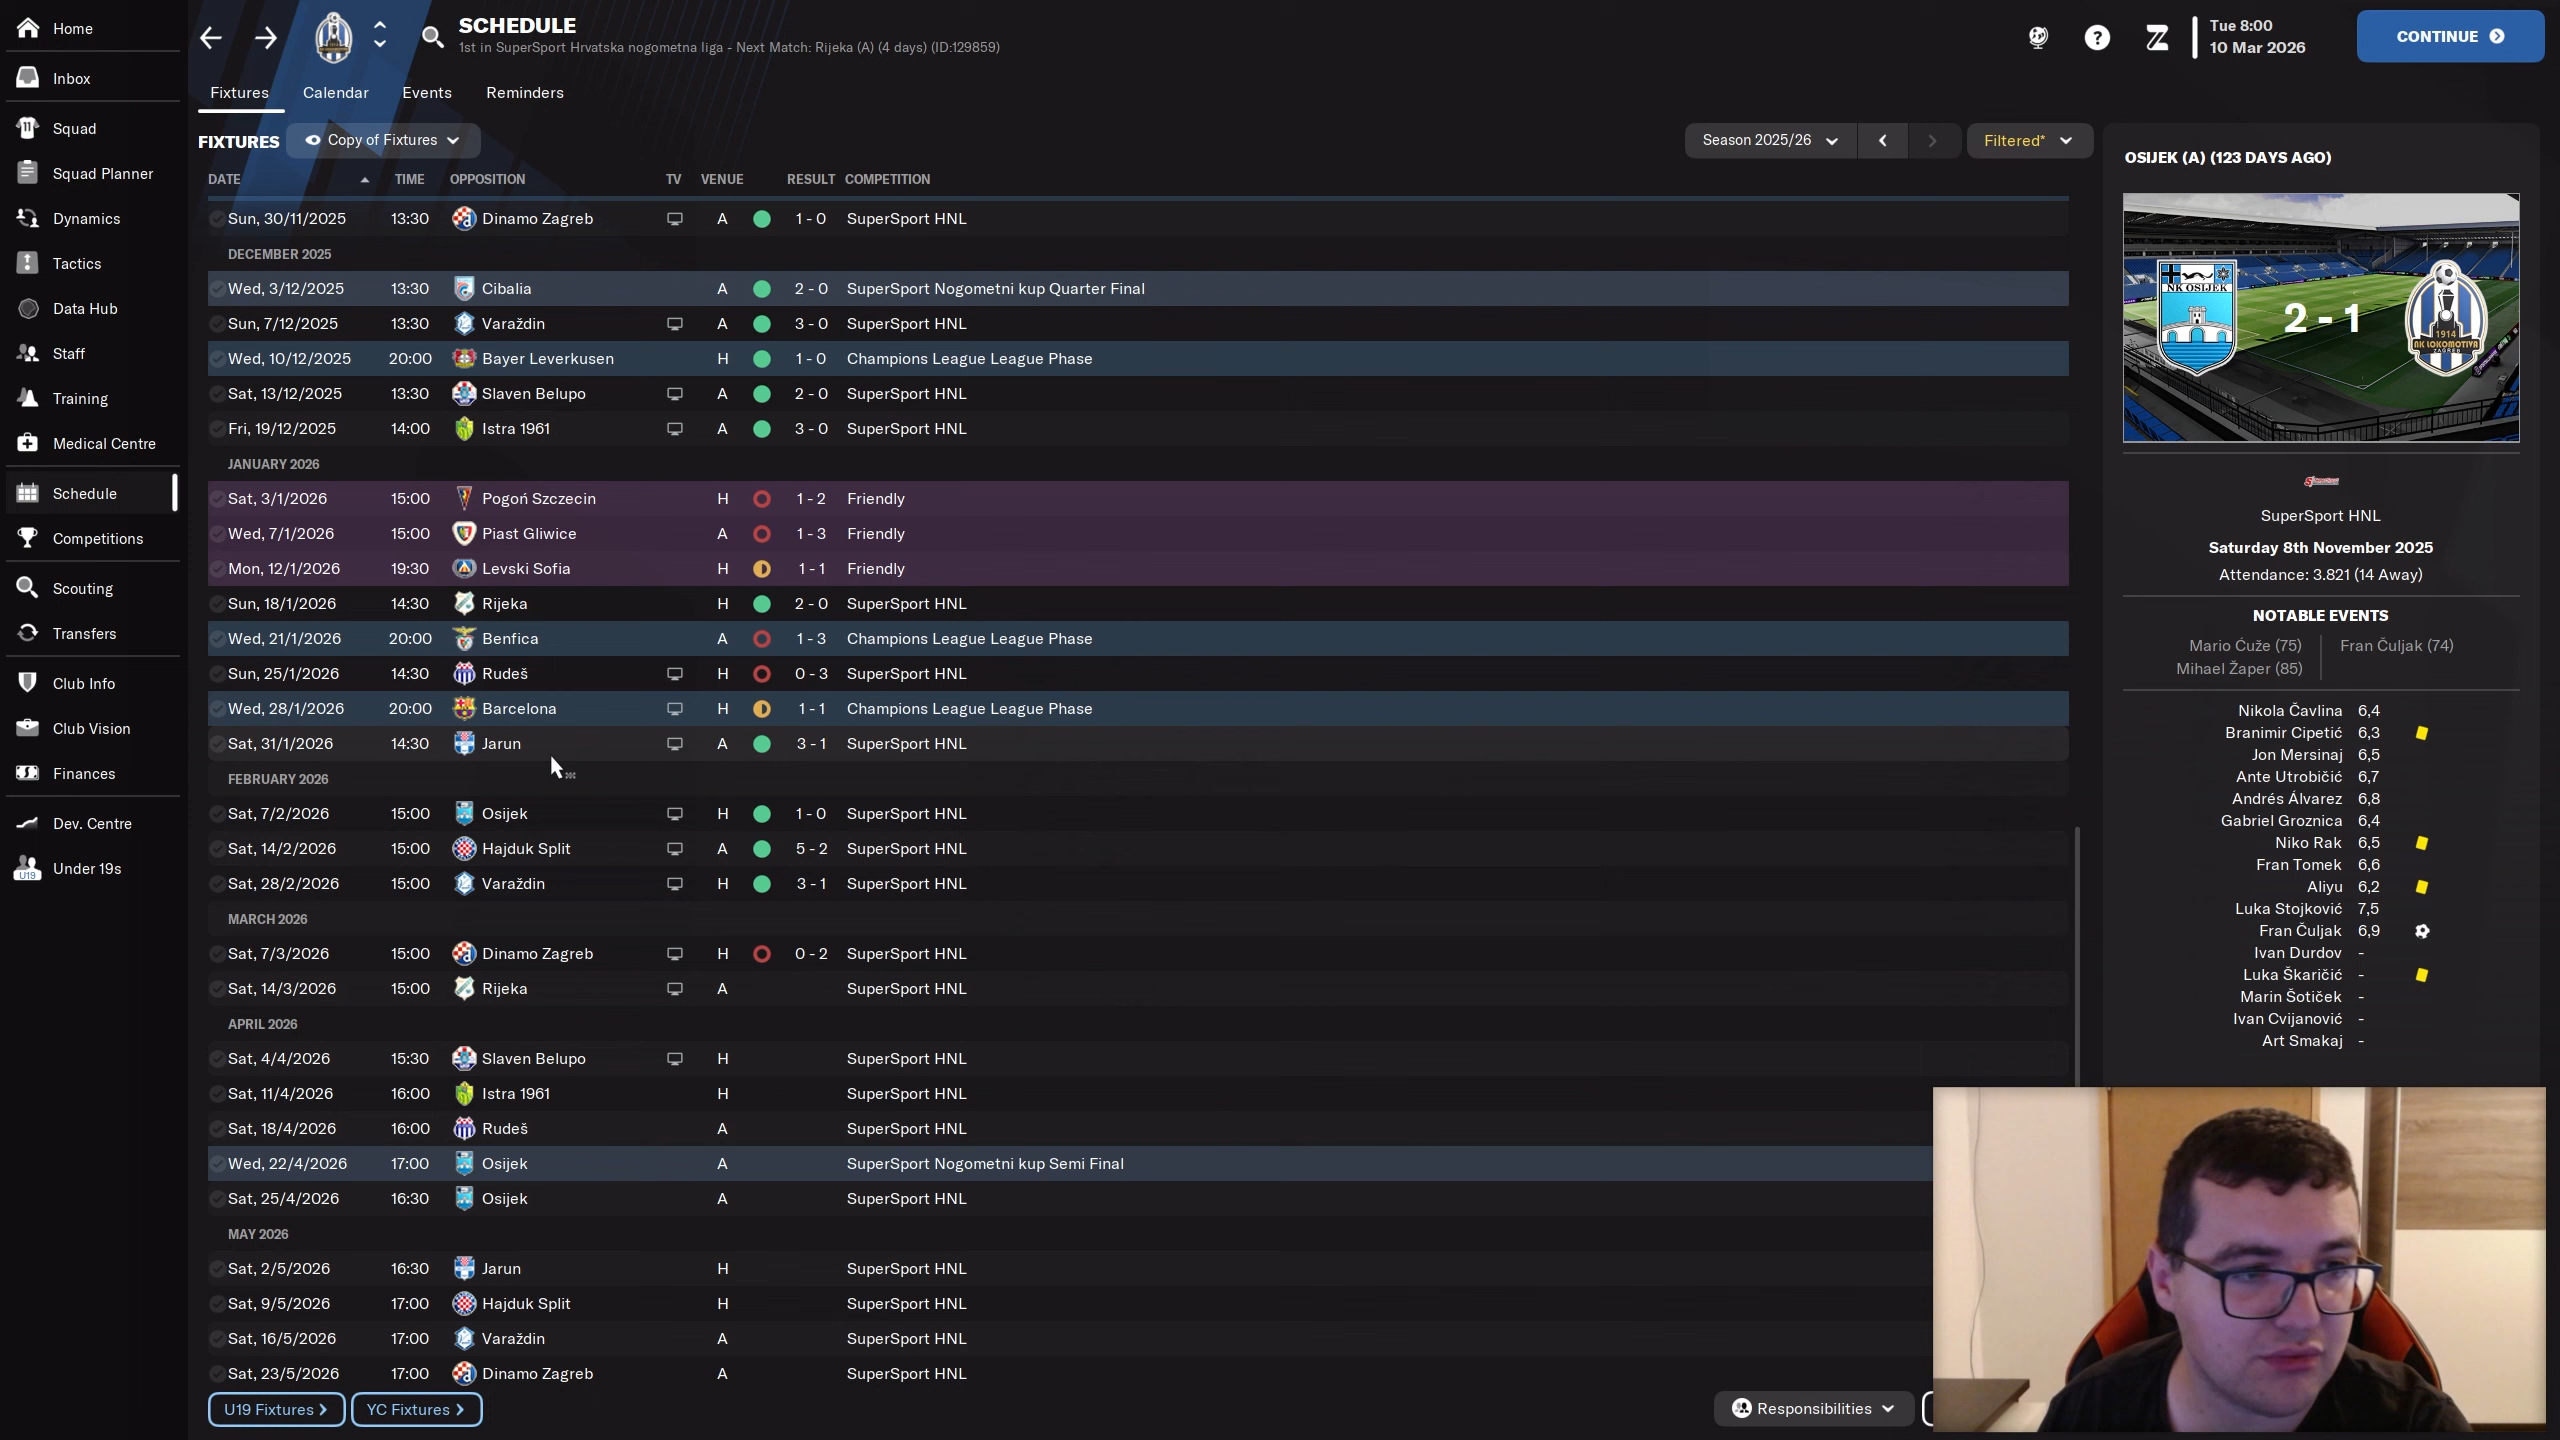 Home
Inbox
Squad
Squad Planner
Dynamics
Tactics
Data Hub
Staff
Training
Medical Centre
Schedule
Competitions
Scouting
Transfers
Club Info
Club Vision
Finances
Dev. Centre
U19
Under 19s
SCHEDULE
1st in SuperSport Hrvatska nogometna liga - Next Match: Rijeka (A) (4 days) (ID:129859)
Tue 8:00
10 Mar 2026
CONTINUE
Fixtures Calendar Events Reminders
FIXTURES Copy of Fixtures Season 2025/26 Filtered*
DATE TIME OPPOSITION TV VENUE RESULT COMPETITION
Sun, 30/11/2025 13:30 Dinamo Zagreb A 1 - 0 SuperSport HNL
DECEMBER 2025
Wed, 3/12/2025 13:30 Cibalia A 2 - 0 SuperSport Nogometni kup Quarter Final
Sun, 7/12/2025 13:30 Varaždin A 3 - 0 SuperSport HNL
Wed, 10/12/2025 20:00 Bayer Leverkusen H 1 - 0 Champions League League Phase
Sat, 13/12/2025 13:30 Slaven Belupo A 2 - 0 SuperSport HNL
Fri, 19/12/2025 14:00 Istra 1961 A 3 - 0 SuperSport HNL
JANUARY 2026
Sat, 3/1/2026 15:00 Pogoń Szczecin H 1 - 2 Friendly
Wed, 7/1/2026 15:00 Piast Gliwice A 1 - 3 Friendly
Mon, 12/1/2026 19:30 Levski Sofia H 1 - 1 Friendly
Sun, 18/1/2026 14:30 Rijeka H 2 - 0 SuperSport HNL
Wed, 21/1/2026 20:00 Benfica A 1 - 3 Champions League League Phase
Sun, 25/1/2026 14:30 Rudeš H 0 - 3 SuperSport HNL
Wed, 28/1/2026 20:00 Barcelona H 1 - 1 Champions League League Phase
Sat, 31/1/2026 14:30 Jarun A 3 - 1 SuperSport HNL
FEBRUARY 2026
Sat, 7/2/2026 15:00 Osijek H 1 - 0 SuperSport HNL
Sat, 14/2/2026 15:00 Hajduk Split A 5 - 2 SuperSport HNL
Sat, 28/2/2026 15:00 Varaždin H 3 - 1 SuperSport HNL
MARCH 2026
Sat, 7/3/2026 15:00 Dinamo Zagreb H 0 - 2 SuperSport HNL
Sat, 14/3/2026 15:00 Rijeka A SuperSport HNL
APRIL 2026
Sat, 4/4/2026 15:30 Slaven Belupo H SuperSport HNL
Sat, 11/4/2026 16:00 Istra 1961 H SuperSport HNL
Sat, 18/4/2026 16:00 Rudeš A SuperSport HNL
Wed, 22/4/2026 17:00 Osijek A SuperSport Nogometni kup Semi Final
Sat, 25/4/2026 16:30 Osijek A SuperSport HNL
MAY 2026
Sat, 2/5/2026 16:30 Jarun H SuperSport HNL
Sat, 9/5/2026 17:00 Hajduk Split H SuperSport HNL
Sat, 16/5/2026 17:00 Varaždin A SuperSport HNL
Sat, 23/5/2026 17:00 Dinamo Zagreb A SuperSport HNL
U19 Fixtures YC Fixtures Responsibilities
OSIJEK (A) (123 DAYS AGO)
NK OSIJEK
2 - 1
1914
NK LOKOMOTIVA
ZAGREB
SuperSport HNL
Saturday 8th November 2025
Attendance: 3.821 (14 Away)
NOTABLE EVENTS
Mario Ćuže (75) Fran Čuljak (74)
Mihael Žaper (85)
Nikola Čavlina 6,4
Branimir Cipetić 6,3
Jon Mersinaj 6,5
Ante Utrobičić 6,7
Andrés Álvarez 6,8
Gabriel Groznica 6,4
Niko Rak 6,5
Fran Tomek 6,6
Aliyu 6,2
Luka Stojković 7,5
Fran Čuljak 6,9
Ivan Durdov -
Luka Škaričić -
Marin Šotiček -
Ivan Cvijanović -
Art Smakaj -